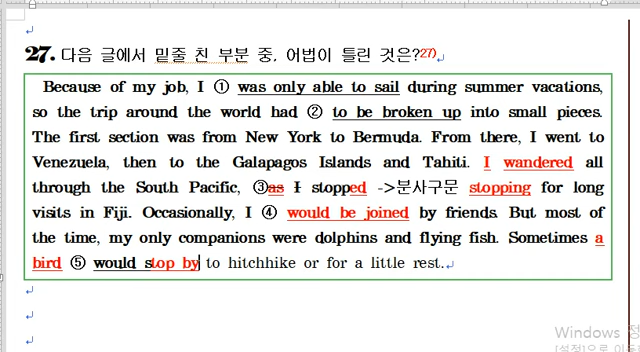 27. 다음 글에서 밑줄 친 부분 중, 어법이 틀린 것은?27)
Because of my job, I ① was only able to sail during summer vacations,
so the trip around the world had ② to be broken up into small pieces.
The first section was from New York to Bermuda. From there, I went to
Venezuela, then to the Galapagos Islands and Tahiti. I wandered all
through the South Pacific, ③as I stopped ->분사구문 stopping for long
visits in Fiji. Occasionally, I ④ would be joined by friends. But most of
the time, my only companions were dolphins and flying fish. Sometimes a
bird ⑤ would stop by to hitchhike or for a little rest.
Windows 정